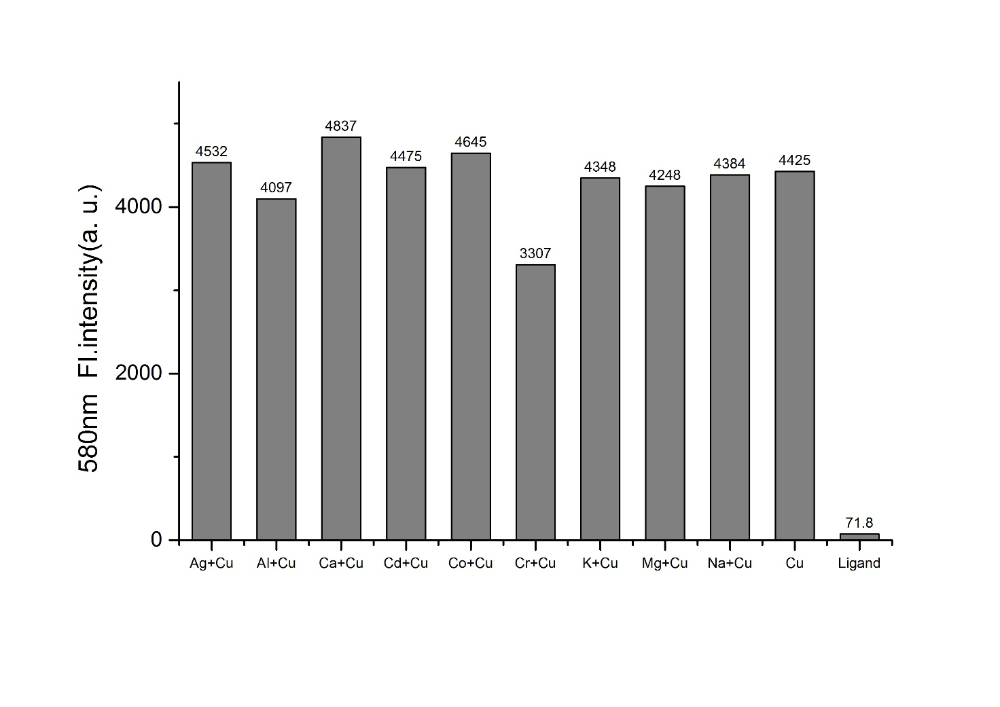 580nm Fl.intensity(a. u.)
4000
2000
0
4532
4097
4837
4475
4645
3307
4348
4248
4384
4425
71.8
Ag+Cu
Al+Cu
Ca+Cu
Cd+Cu
Co+Cu
Cr+Cu
K+Cu
Mg+Cu
Na+Cu
Cu
Ligand